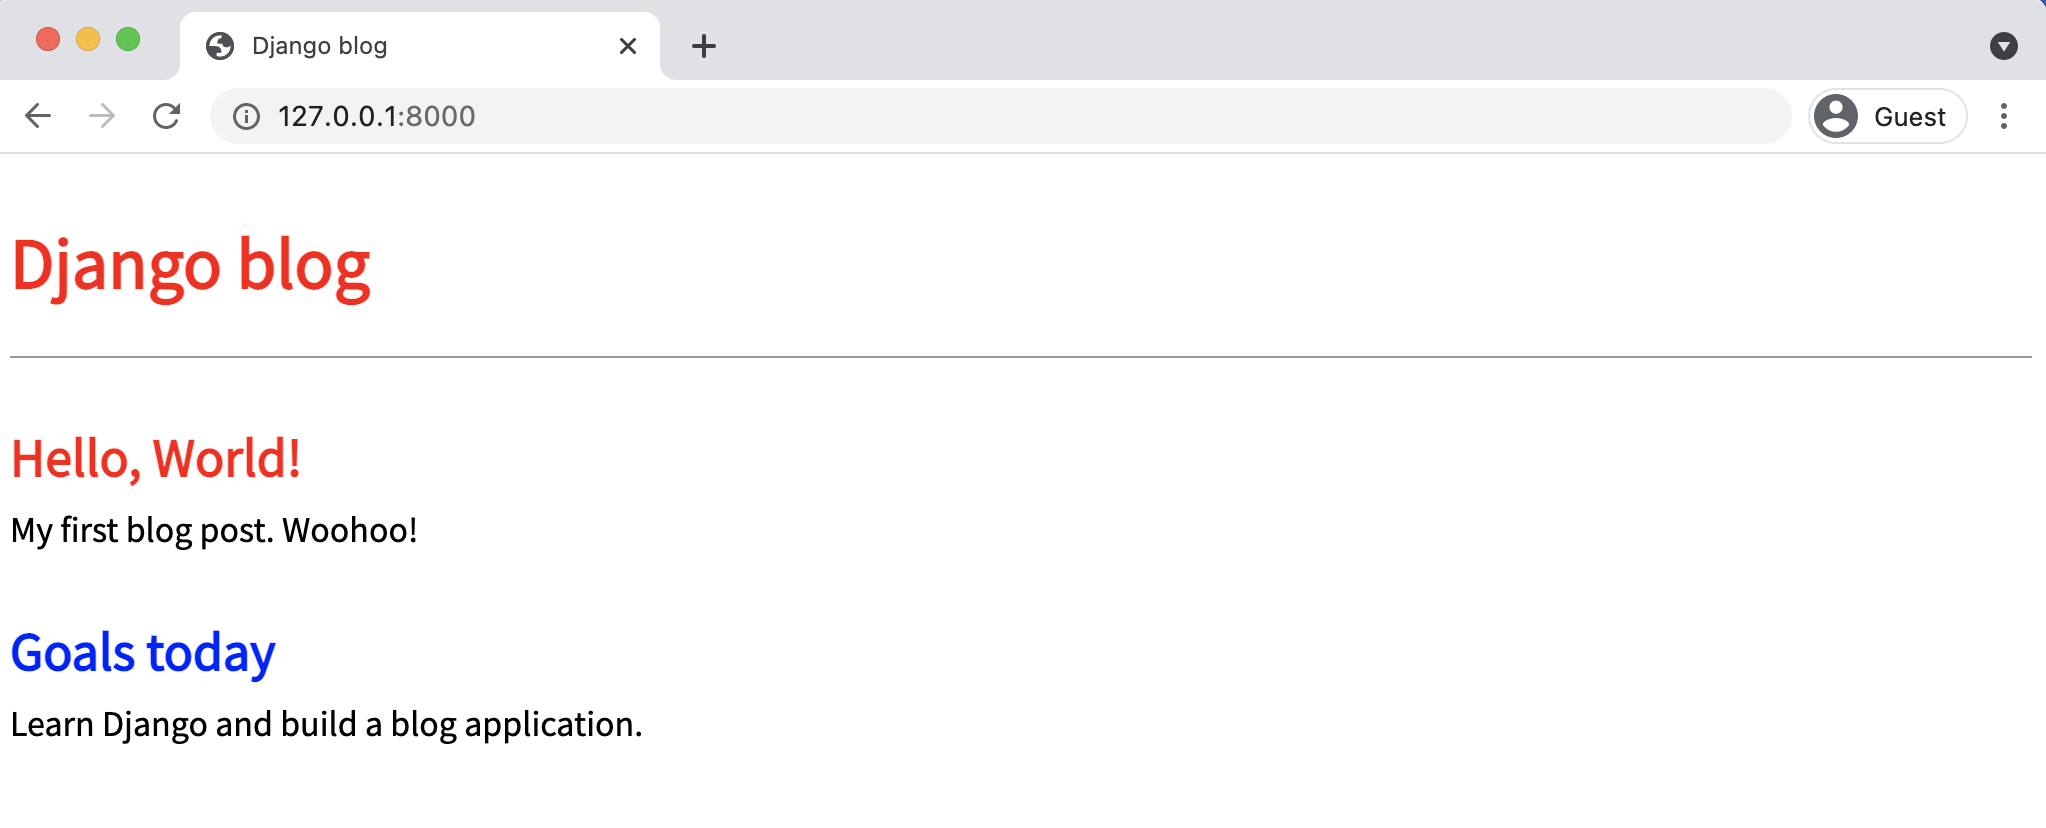 Django blog
127.0.0.1:8000
Guest
Django blog
Hello, World!
My first blog post. Woohoo!
Goals today
Learn Django and build a blog application.